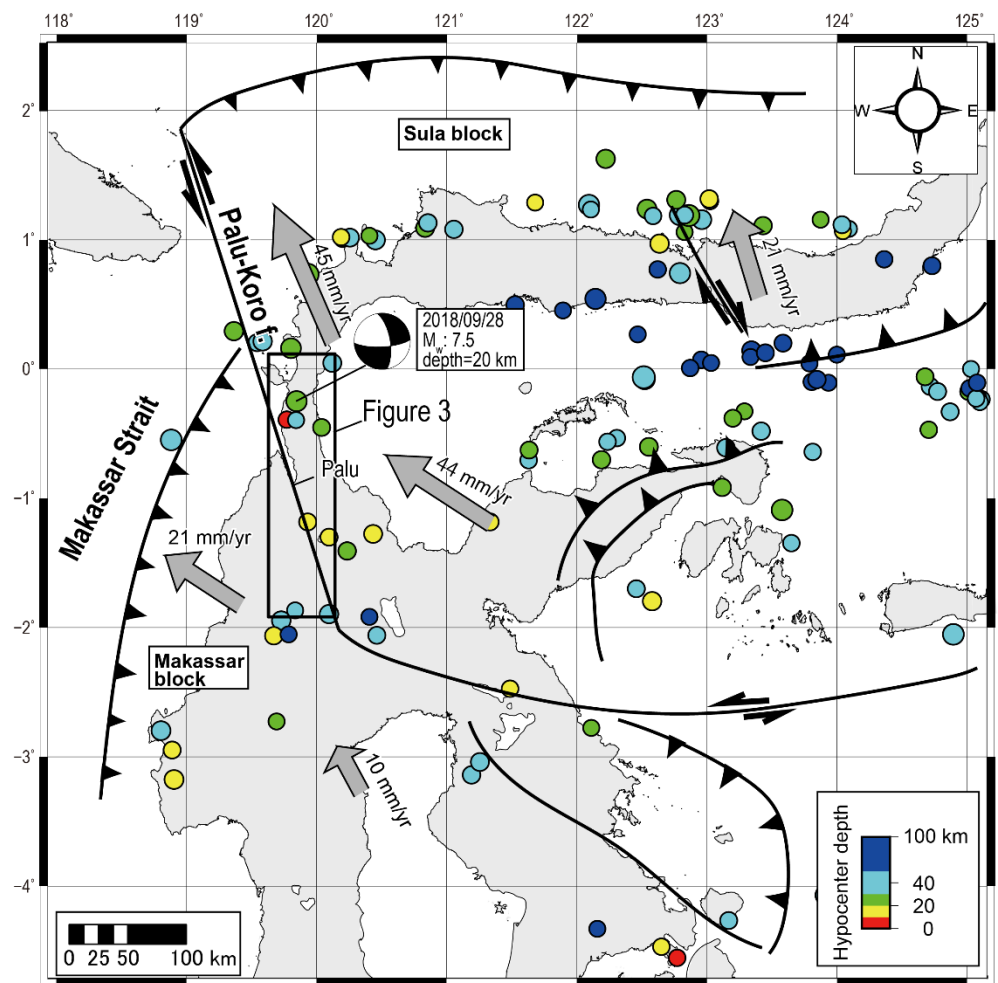 118° 119° 120° 121° 122° 123° 124° 125°
N
W E
S
2°
Sula block
1°
45 mm/yr
21 mm/yr
Palu-Koro f.
2018/09/28
Mw: 7.5
depth=20 km
0°
Figure 3
Makassar Strait
Palu
44 mm/yr
−1°
21 mm/yr
−2°
Makassar
block
−3°
10 mm/yr
−4°
Hypocenter depth
100 km
40
20
0
0 25 50 100 km